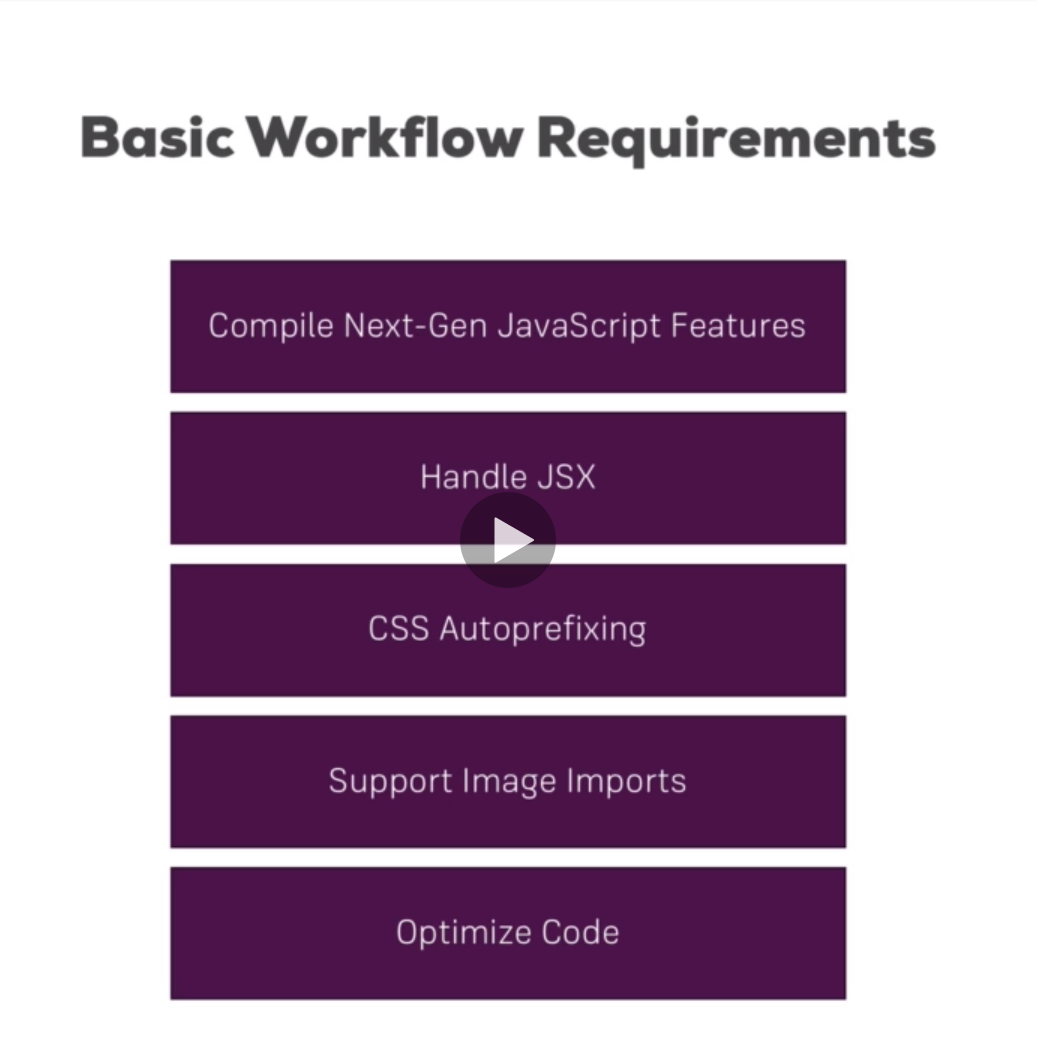 Basic Workflow Requirements
Compile Next-Gen JavaScript Features
Handle JSX
CSS Autoprefixing
Support Image Imports
Optimize Code